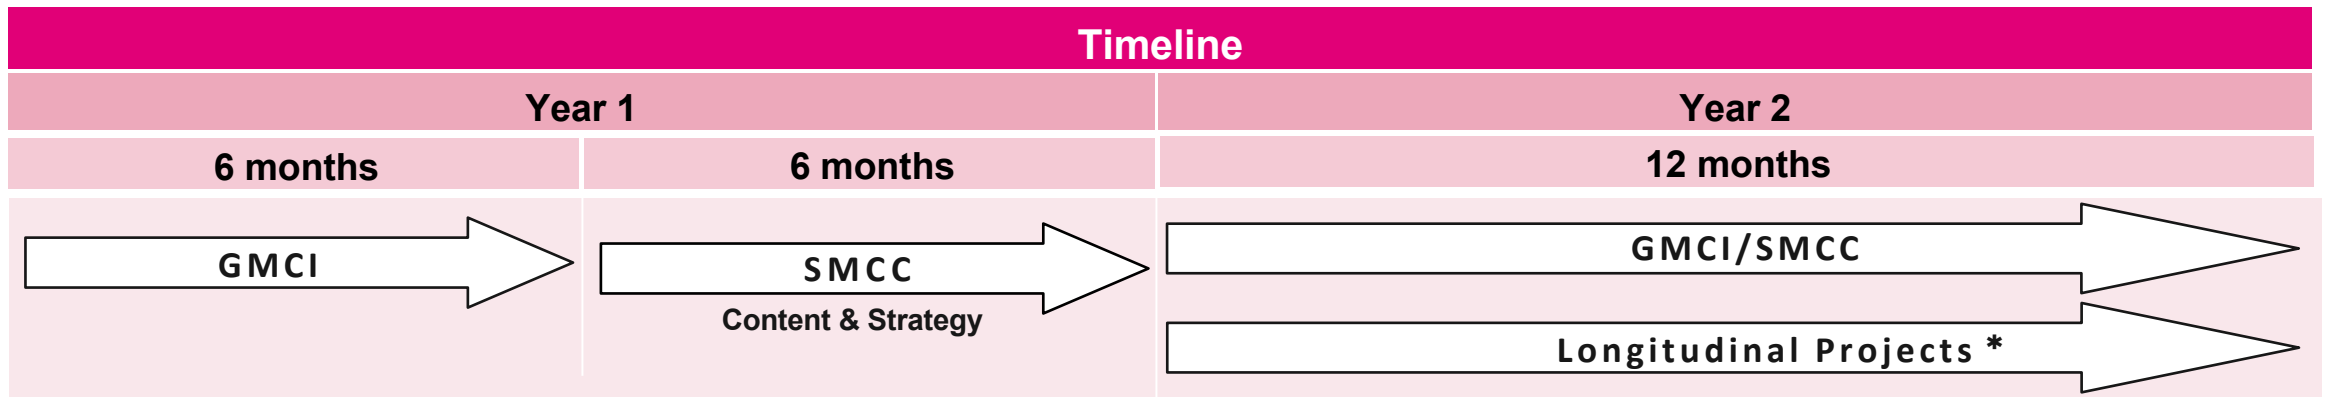 Timeline
Year 1
Year 2
6 months
6 months
12 months
GMCI
SMCC
Content & Strategy
GMCI/SMCC
Longitudinal Projects *